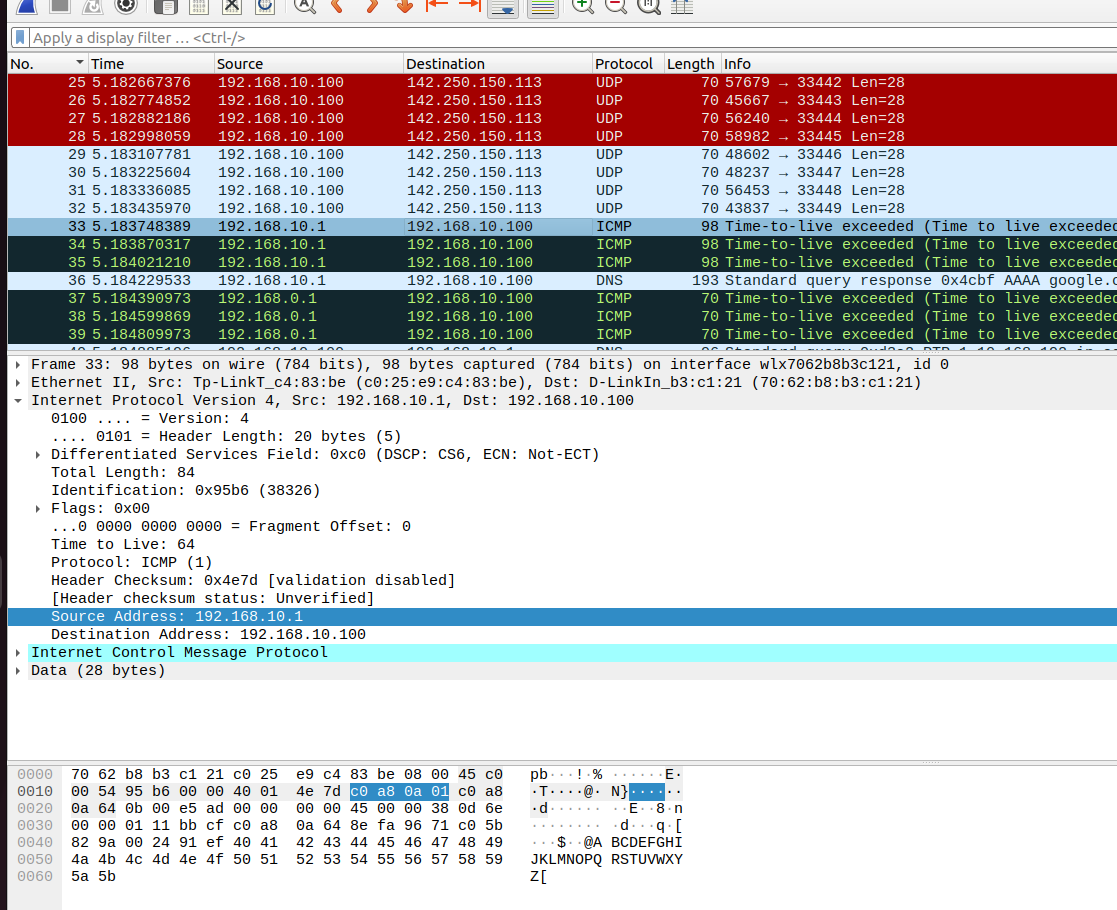 Apply a display filter … <Ctrl-/>
No. Time Source Destination Protocol Length Info
25 5.182667376 192.168.10.100 142.250.150.113 UDP 70 57679 → 33442 Len=28
26 5.182774852 192.168.10.100 142.250.150.113 UDP 70 45667 → 33443 Len=28
27 5.182882186 192.168.10.100 142.250.150.113 UDP 70 56240 → 33444 Len=28
28 5.182998059 192.168.10.100 142.250.150.113 UDP 70 58982 → 33445 Len=28
29 5.183107781 192.168.10.100 142.250.150.113 UDP 70 48602 → 33446 Len=28
30 5.183225604 192.168.10.100 142.250.150.113 UDP 70 48237 → 33447 Len=28
31 5.183336085 192.168.10.100 142.250.150.113 UDP 70 56453 → 33448 Len=28
32 5.183435970 192.168.10.100 142.250.150.113 UDP 70 43837 → 33449 Len=28
33 5.183748389 192.168.10.1 192.168.10.100 ICMP 98 Time-to-live exceeded (Time to live exceeded
34 5.183870317 192.168.10.1 192.168.10.100 ICMP 98 Time-to-live exceeded (Time to live exceeded
35 5.184021210 192.168.10.1 192.168.10.100 ICMP 98 Time-to-live exceeded (Time to live exceeded
36 5.184229533 192.168.10.1 192.168.10.100 DNS 193 Standard query response 0x4cbf AAAA google.c
37 5.184390973 192.168.0.1 192.168.10.100 ICMP 70 Time-to-live exceeded (Time to live exceeded
38 5.184599869 192.168.0.1 192.168.10.100 ICMP 70 Time-to-live exceeded (Time to live exceeded
39 5.184809973 192.168.0.1 192.168.10.100 ICMP 70 Time-to-live exceeded (Time to live exceeded
Frame 33: 98 bytes on wire (784 bits), 98 bytes captured (784 bits) on interface wlx7062b8b3c121, id 0
Ethernet II, Src: Tp-LinkT_c4:83:be (c0:25:e9:c4:83:be), Dst: D-LinkIn_b3:c1:21 (70:62:b8:b3:c1:21)
Internet Protocol Version 4, Src: 192.168.10.1, Dst: 192.168.10.100
0100 .... = Version: 4
.... 0101 = Header Length: 20 bytes (5)
Differentiated Services Field: 0xc0 (DSCP: CS6, ECN: Not-ECT)
Total Length: 84
Identification: 0x95b6 (38326)
Flags: 0x00
...0 0000 0000 0000 = Fragment Offset: 0
Time to Live: 64
Protocol: ICMP (1)
Header Checksum: 0x4e7d [validation disabled]
[Header checksum status: Unverified]
Source Address: 192.168.10.1
Destination Address: 192.168.10.100
Internet Control Message Protocol
Data (28 bytes)
0000 70 62 b8 b3 c1 21 c0 25 e9 c4 83 be 08 00 45 c0 pb···!·% ······E·
0010 00 54 95 b6 00 00 40 01 4e 7d c0 a8 0a 01 c0 a8 ·T····@· N}······
0020 0a 64 0b 00 e5 ad 00 00 00 00 45 00 00 38 0d 6e ·d······ ··E··8·n
0030 00 00 01 11 bb cf c0 a8 0a 64 8e fa 96 71 c0 5b ········ ·d···q·[
0040 82 9a 00 24 91 ef 40 41 42 43 44 45 46 47 48 49 ···$··@A BCDEFGHI
0050 4a 4b 4c 4d 4e 4f 50 51 52 53 54 55 56 57 58 59 JKLMNOPQ RSTUVWXY
0060 5a 5b Z[